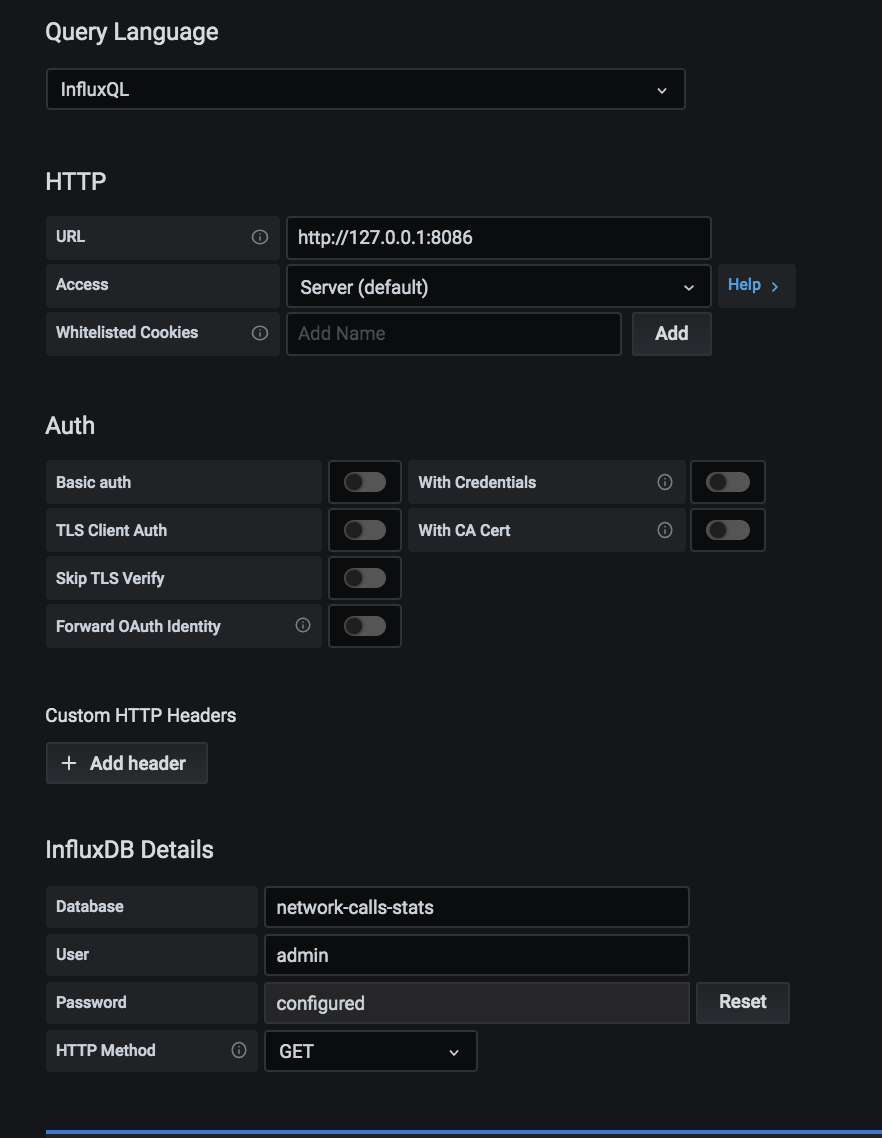 Query Language
InfluxQL
HTTP
URL
http://127.0.0.1:8086
Access
Server (default)
Help
Whitelisted Cookies
Add Name
Add
Auth
Basic auth
With Credentials
TLS Client Auth
With CA Cert
Skip TLS Verify
Forward OAuth Identity
Custom HTTP Headers
+ Add header
InfluxDB Details
Database
network-calls-stats
User
admin
Password
configured
Reset
HTTP Method
GET